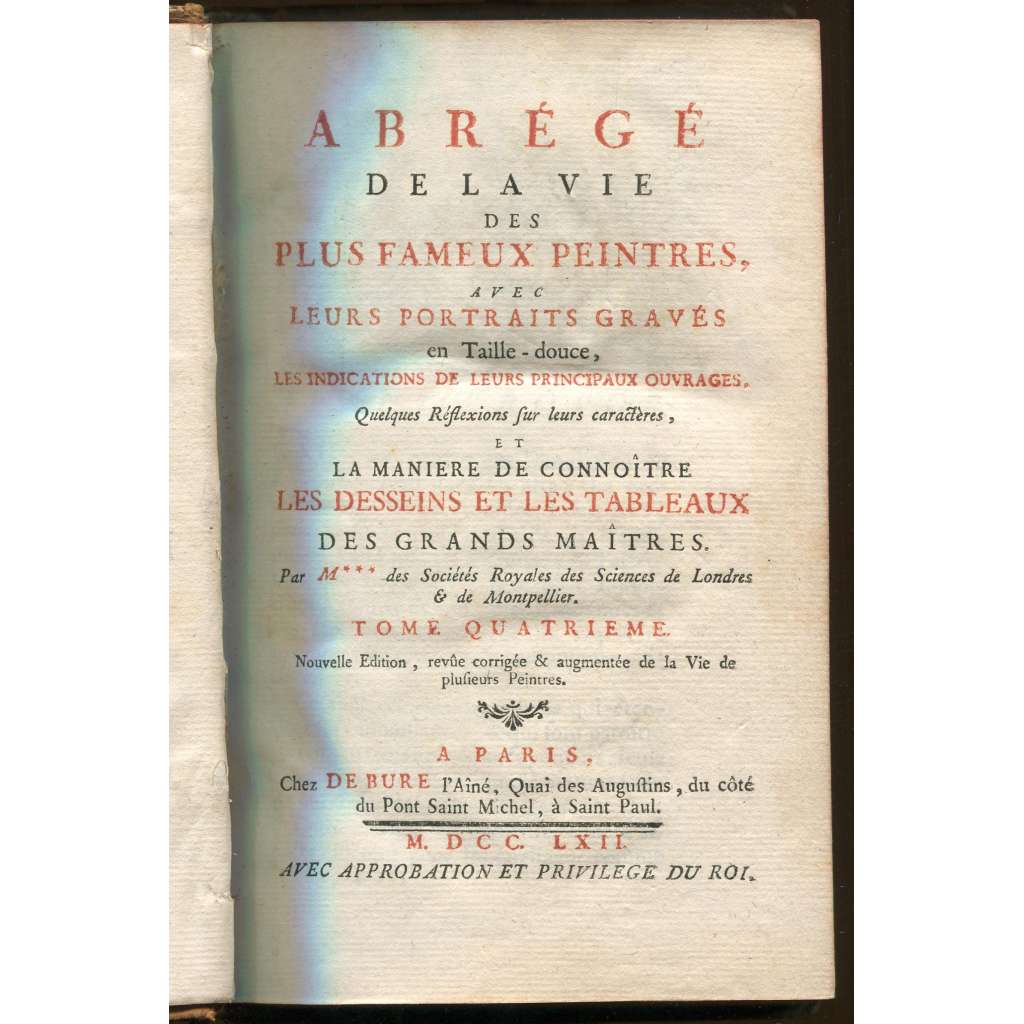 ABRÉGÉ
DE LA VIE
DES
PLUS FAMEUX PEINTRES,
AVEC
LEURS PORTRAITS GRAVÉS
en Taille-douce,
LES INDICATIONS DE LEURS PRINCIPAUX OUVRAGES,
Quelques Réflexions ſur leurs caractères,
ET
LA MANIERE DE CONNOÎTRE
LES DESSEINS ET LES TABLEAUX
DES GRANDS MAÎTRES.
Par M*** des Sociétés Royales des Sciences de Londres
& de Montpellier.
TOME QUATRIEME.
Nouvelle Edition, revûe corrigée & augmentée de la Vie de
pluſieurs Peintres.
A PARIS,
Chez DE BURE l'Aîné, Quai des Auguſtins, du côté
du Pont Saint Michel, à Saint Paul.
M. DCC. LXII.
AVEC APPROBATION ET PRIVILEGE DU ROI.